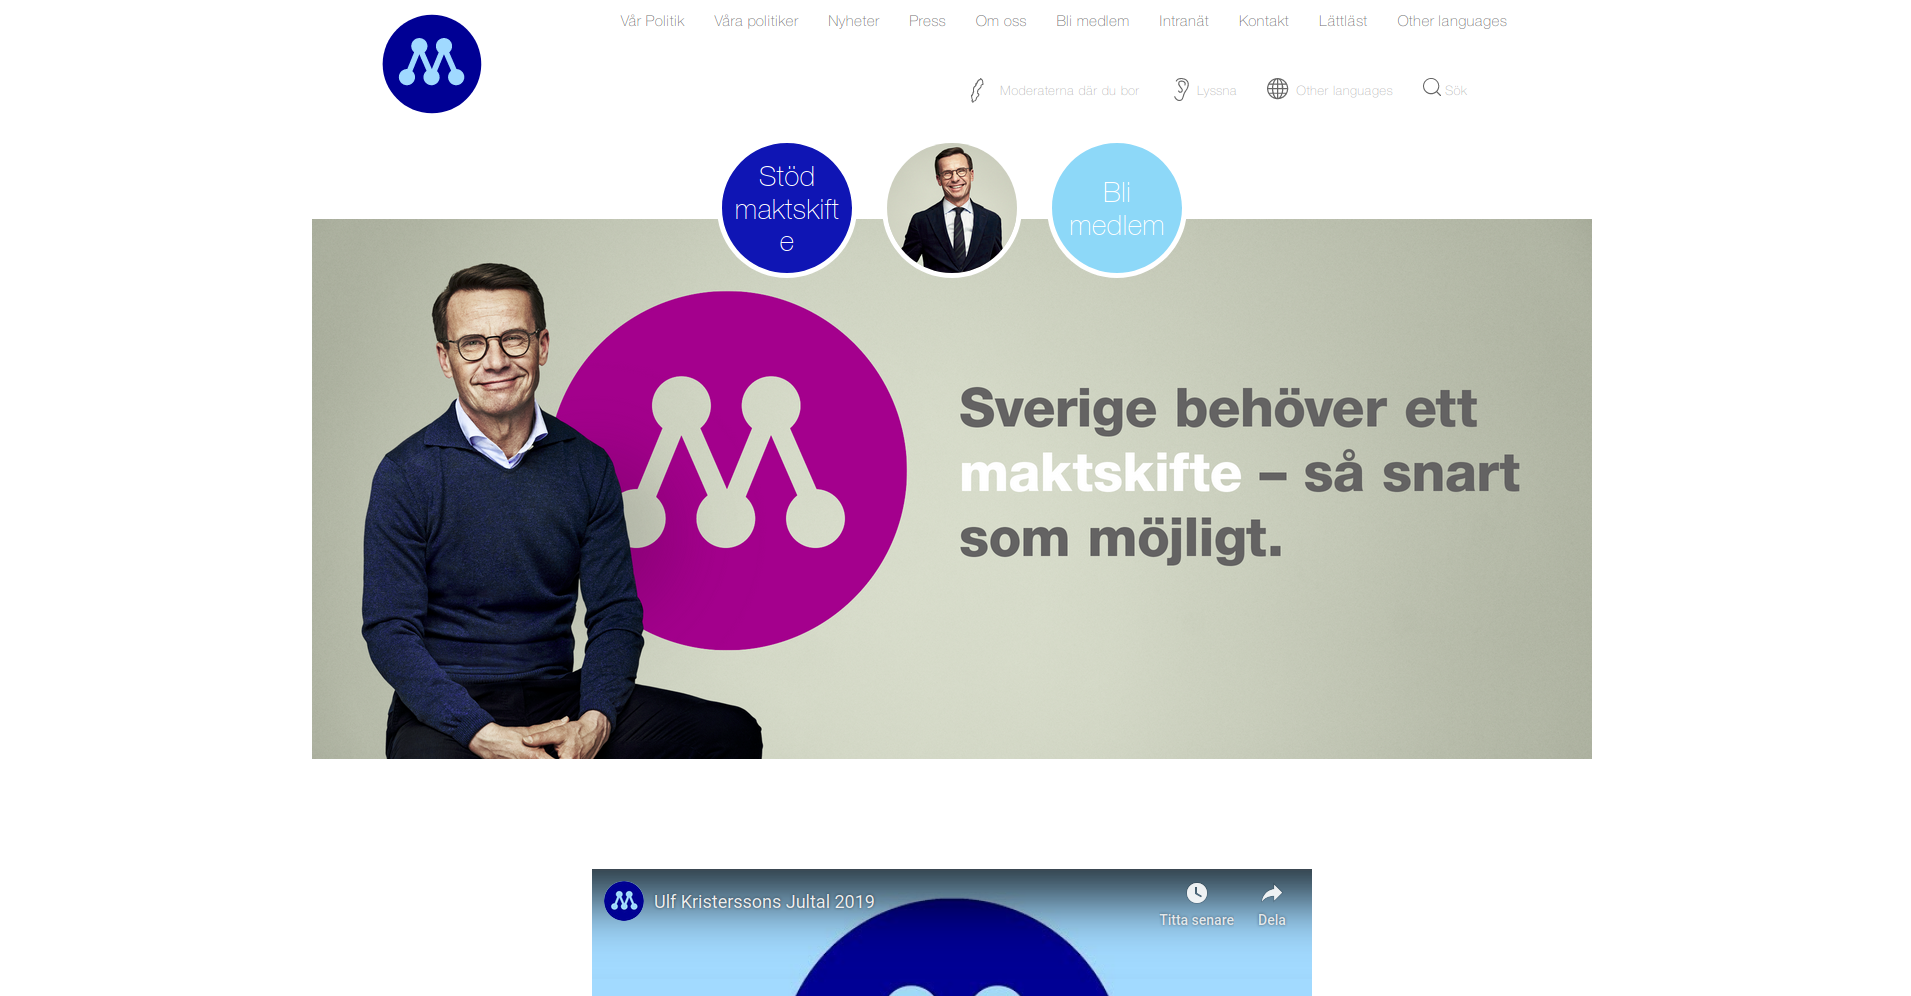 Vår Politik Våra politiker Nyheter Press Om oss Bli medlem Intranät Kontakt Lättläst Other languages
Moderaterna där du bor Lyssna Other languages Sök
Stöd
maktskift
e
Bli
medlem
Sverige behöver ett
maktskifte – så snart
som möjligt.
Ulf Kristerssons Jultal 2019
Titta senare Dela